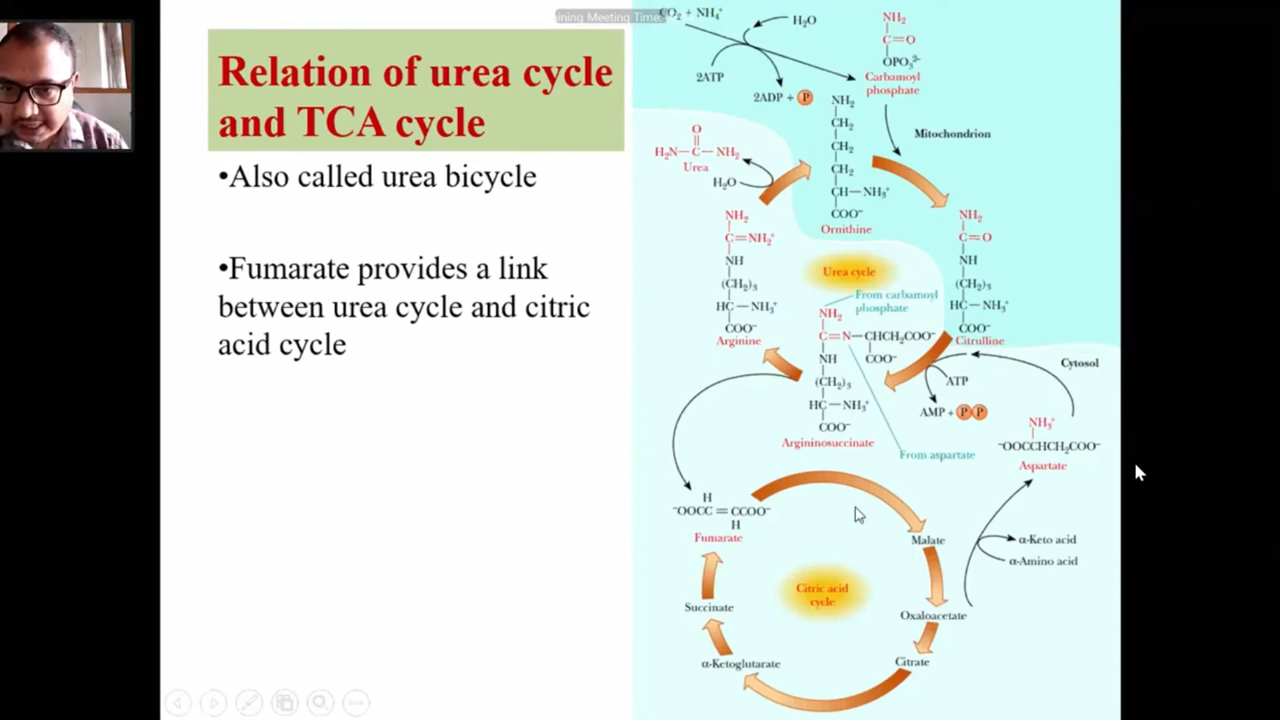 ining Meeting Time:
Relation of urea cycle
and TCA cycle
•Also called urea bicycle
•Fumarate provides a link
between urea cycle and citric
acid cycle
CO₂ + NH₄⁺
H₂O
2ATP
2ADP + P
NH₂
C=O
OPO₃²⁻
Carbamoyl
phosphate
Mitochondrion
NH₂
CH₂
CH₂
CH₂
CH—NH₃⁺
COO⁻
Ornithine
O
H₂N—C—NH₂
Urea
H₂O
NH₂
C=NH₂⁺
NH
(CH₂)₃
HC—NH₃⁺
COO⁻
Arginine
Urea cycle
NH₂
C=O
NH
(CH₂)₃
HC—NH₃⁺
COO⁻
Citrulline
From carbamoyl
phosphate
NH₂
C=N—CHCH₂COO⁻
NH COO⁻
(CH₂)₃
HC—NH₃⁺
COO⁻
Argininosuccinate
Cytosol
ATP
AMP + P P
From aspartate
NH₃⁺
⁻OOCCHCH₂COO⁻
Aspartate
H
⁻OOCC=CCOO⁻
H
Fumarate
Malate
α-Keto acid
α-Amino acid
Citric acid
cycle
Succinate
Oxaloacetate
α-Ketoglutarate
Citrate